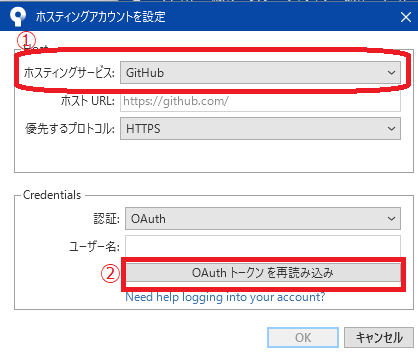 ホスティングアカウントを設定
①
Host
ホスティングサービス: GitHub
ホスト URL: https://github.com/
優先するプロトコル: HTTPS
Credentials
認証: OAuth
ユーザー名:
② OAuth トークン を再読み込み
Need help logging into your account?
OK キャンセル